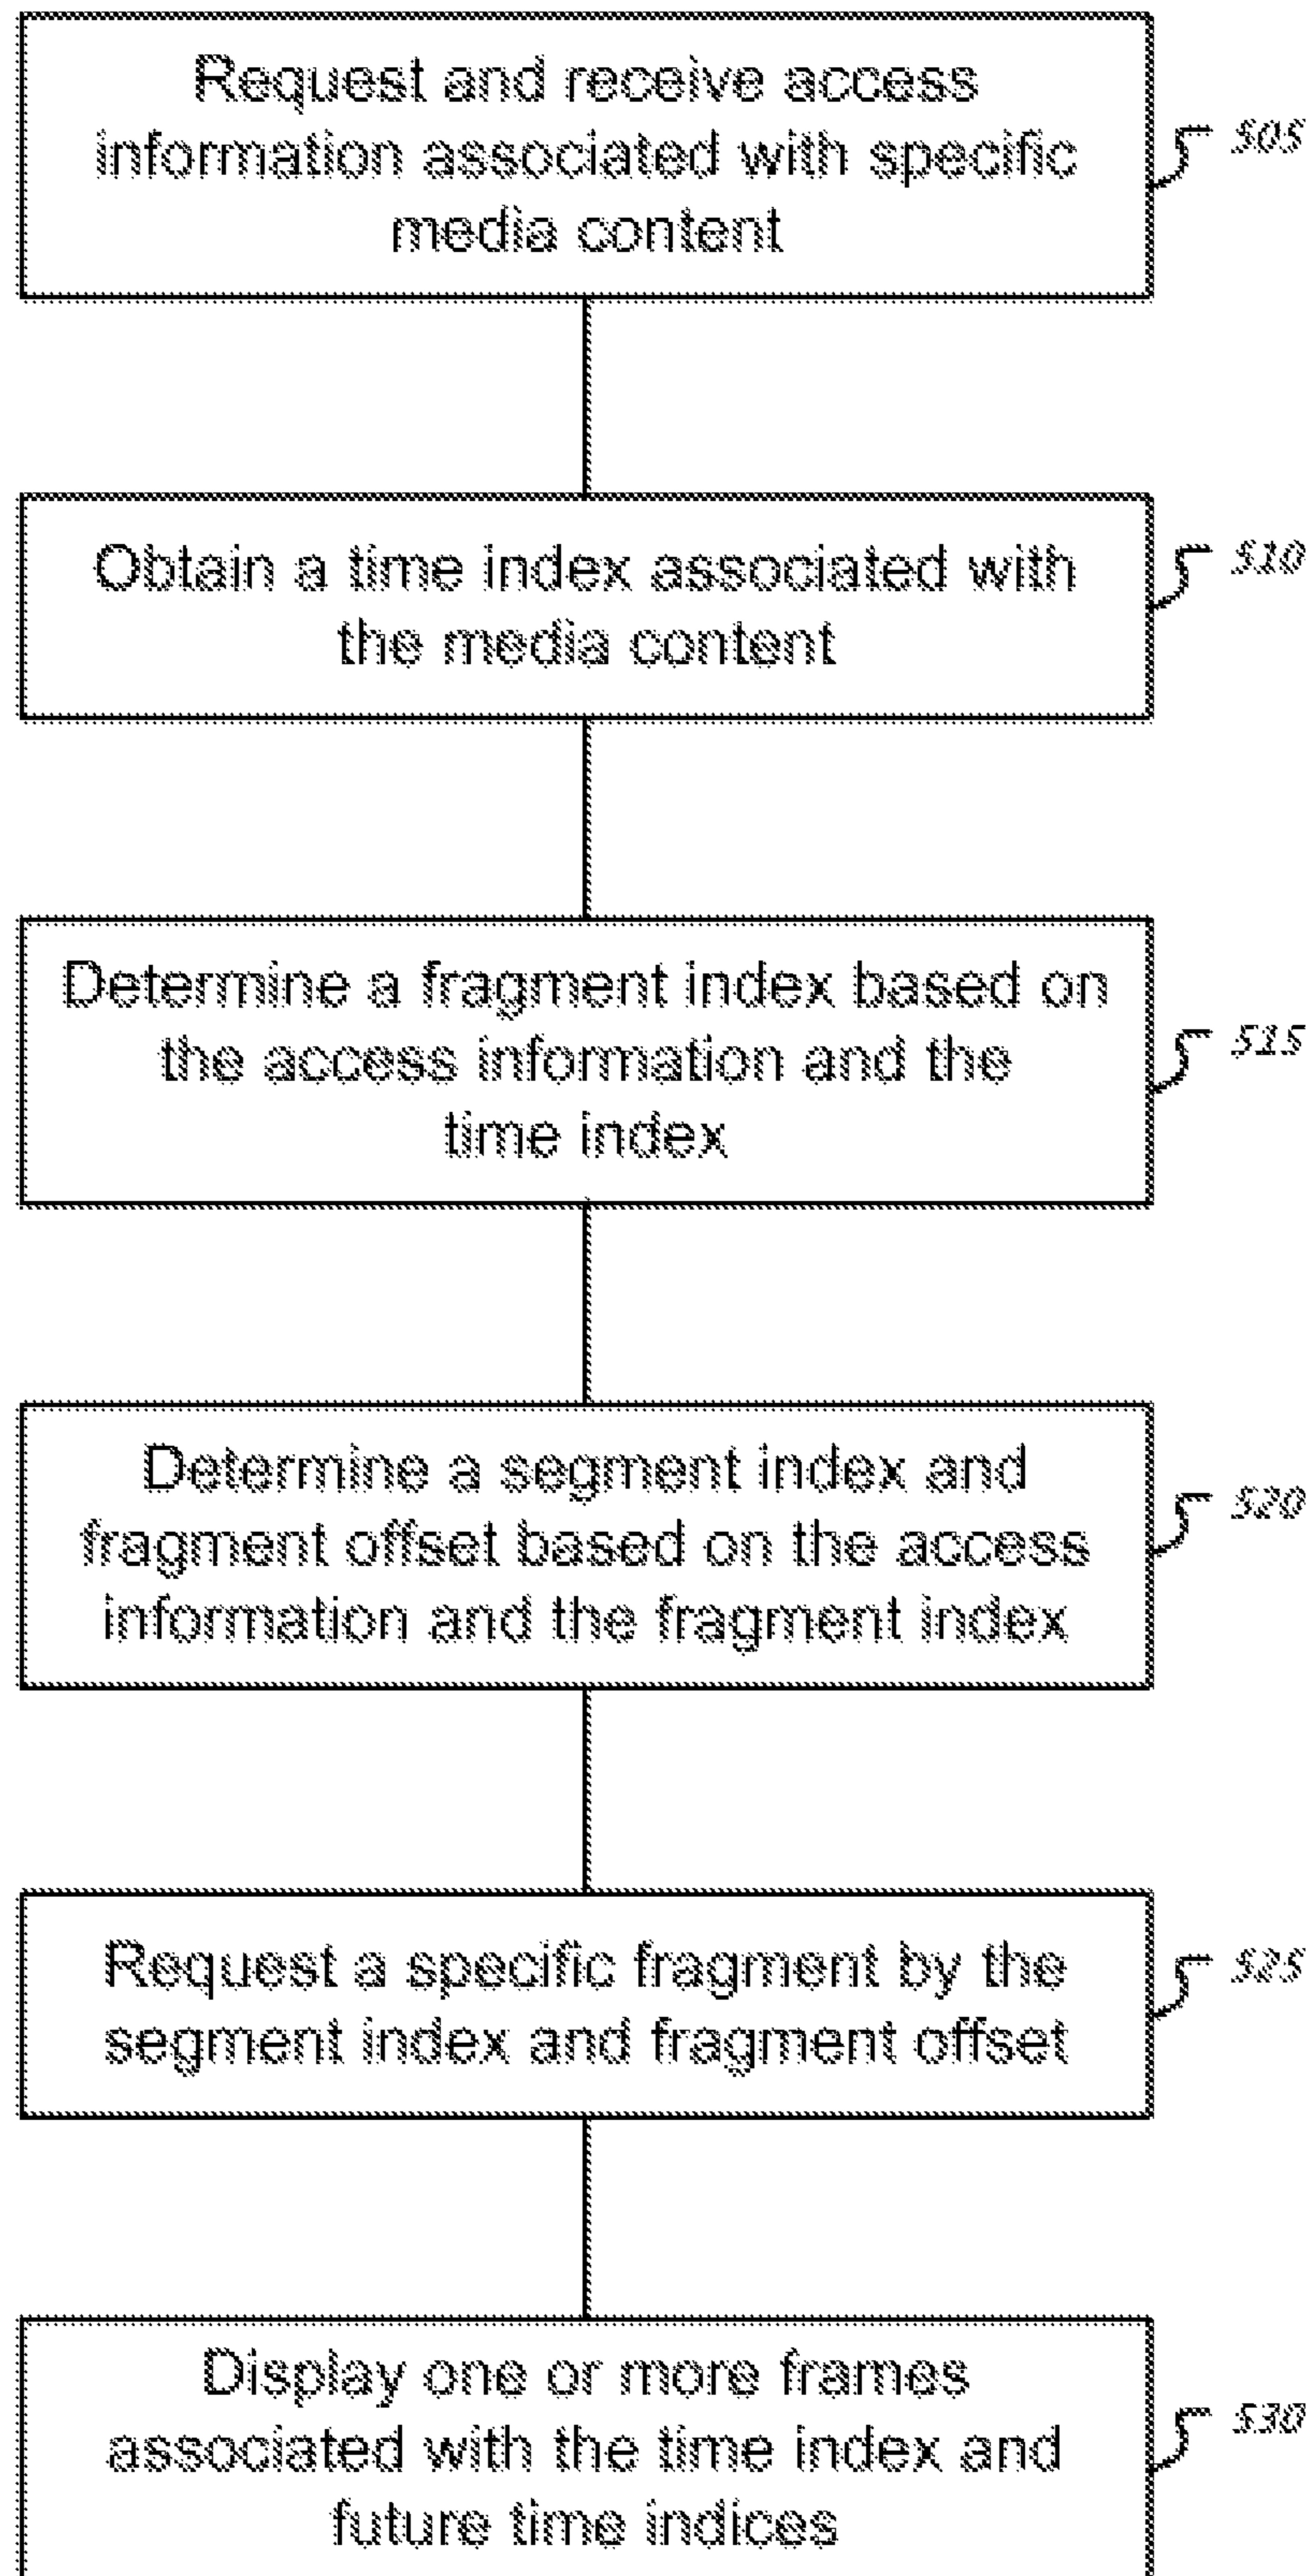 Request and receive access
information associated with specific
media content
505
Obtain a time index associated with
the media content
510
Determine a fragment index based on
the access information and the
time index
515
Determine a segment index and
fragment offset based on the access
information and the fragment index
520
Request a specific fragment by the
segment index and fragment offset
525
Display one or more frames
associated with the time index and
future time indices
530